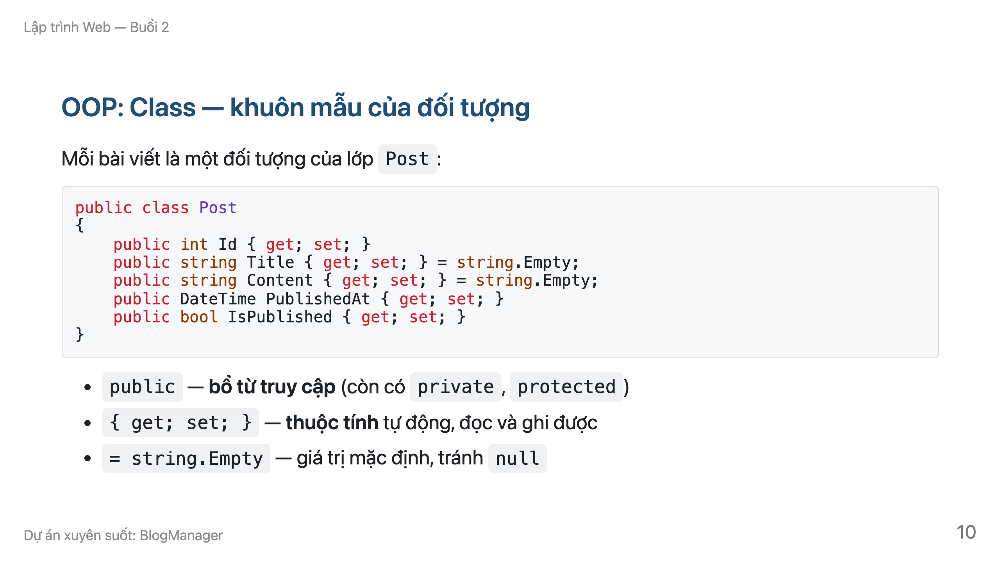 Lập trình Web — Buổi 2
OOP: Class — khuôn mẫu của đối tượng
Mỗi bài viết là một đối tượng của lớp Post:
public class Post
{
    public int Id { get; set; }
    public string Title { get; set; } = string.Empty;
    public string Content { get; set; } = string.Empty;
    public DateTime PublishedAt { get; set; }
    public bool IsPublished { get; set; }
}
• public — bổ từ truy cập (còn có private, protected)
• { get; set; } — thuộc tính tự động, đọc và ghi được
• = string.Empty — giá trị mặc định, tránh null
Dự án xuyên suốt: BlogManager
10